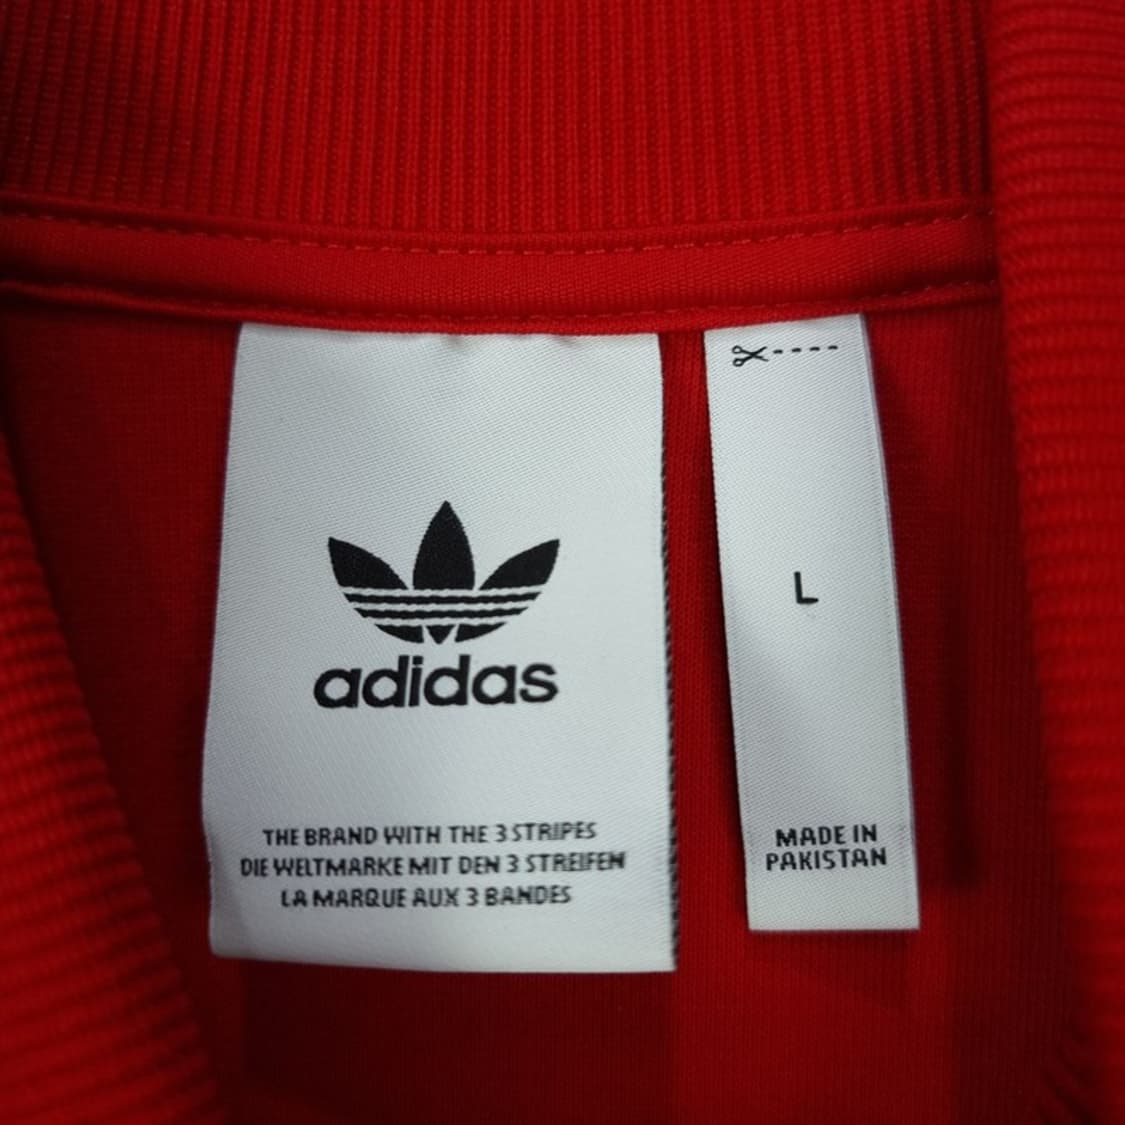 adidas
THE BRAND WITH THE 3 STRIPES
DIE WELTMARKE MIT DEN 3 STREIFEN
LA MARQUE AUX 3 BANDES
L
MADE IN
PAKISTAN